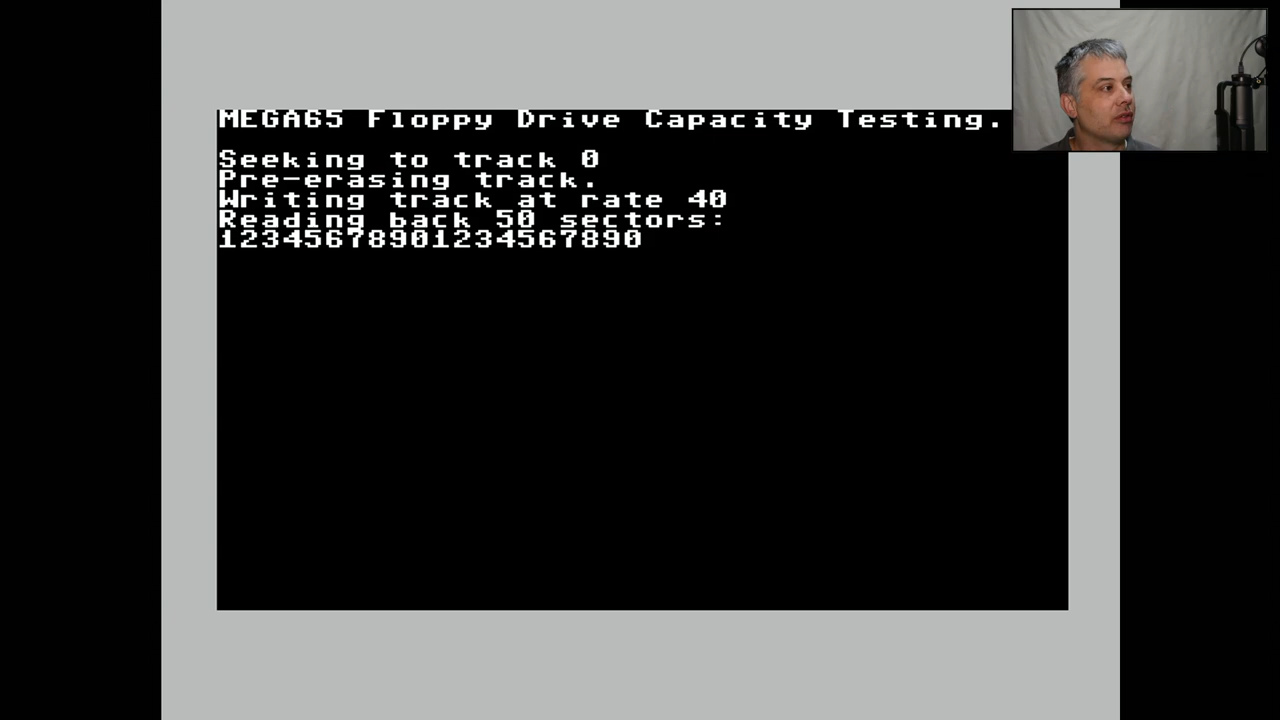 MEGA65 Floppy Drive Capacity Testing.
Seeking to track 0
Pre-erasing track.
Writing track at rate 40
Reading back 50 sectors:
12345678901234567890